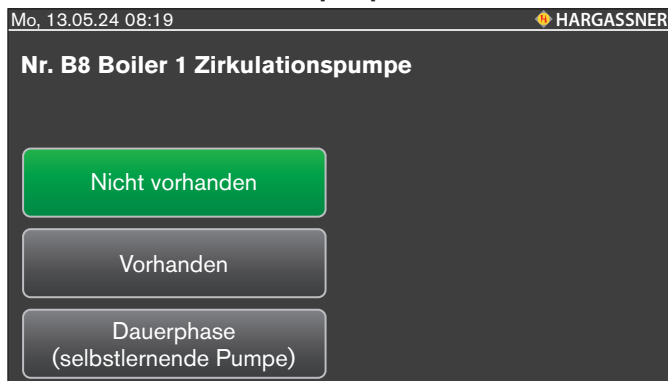 Mo, 13.05.24 08:19 HARGASSNER
Nr. B8 Boiler 1 Zirkulationspumpe
Nicht vorhanden
Vorhanden
Dauerphase
(selbstlernende Pumpe)